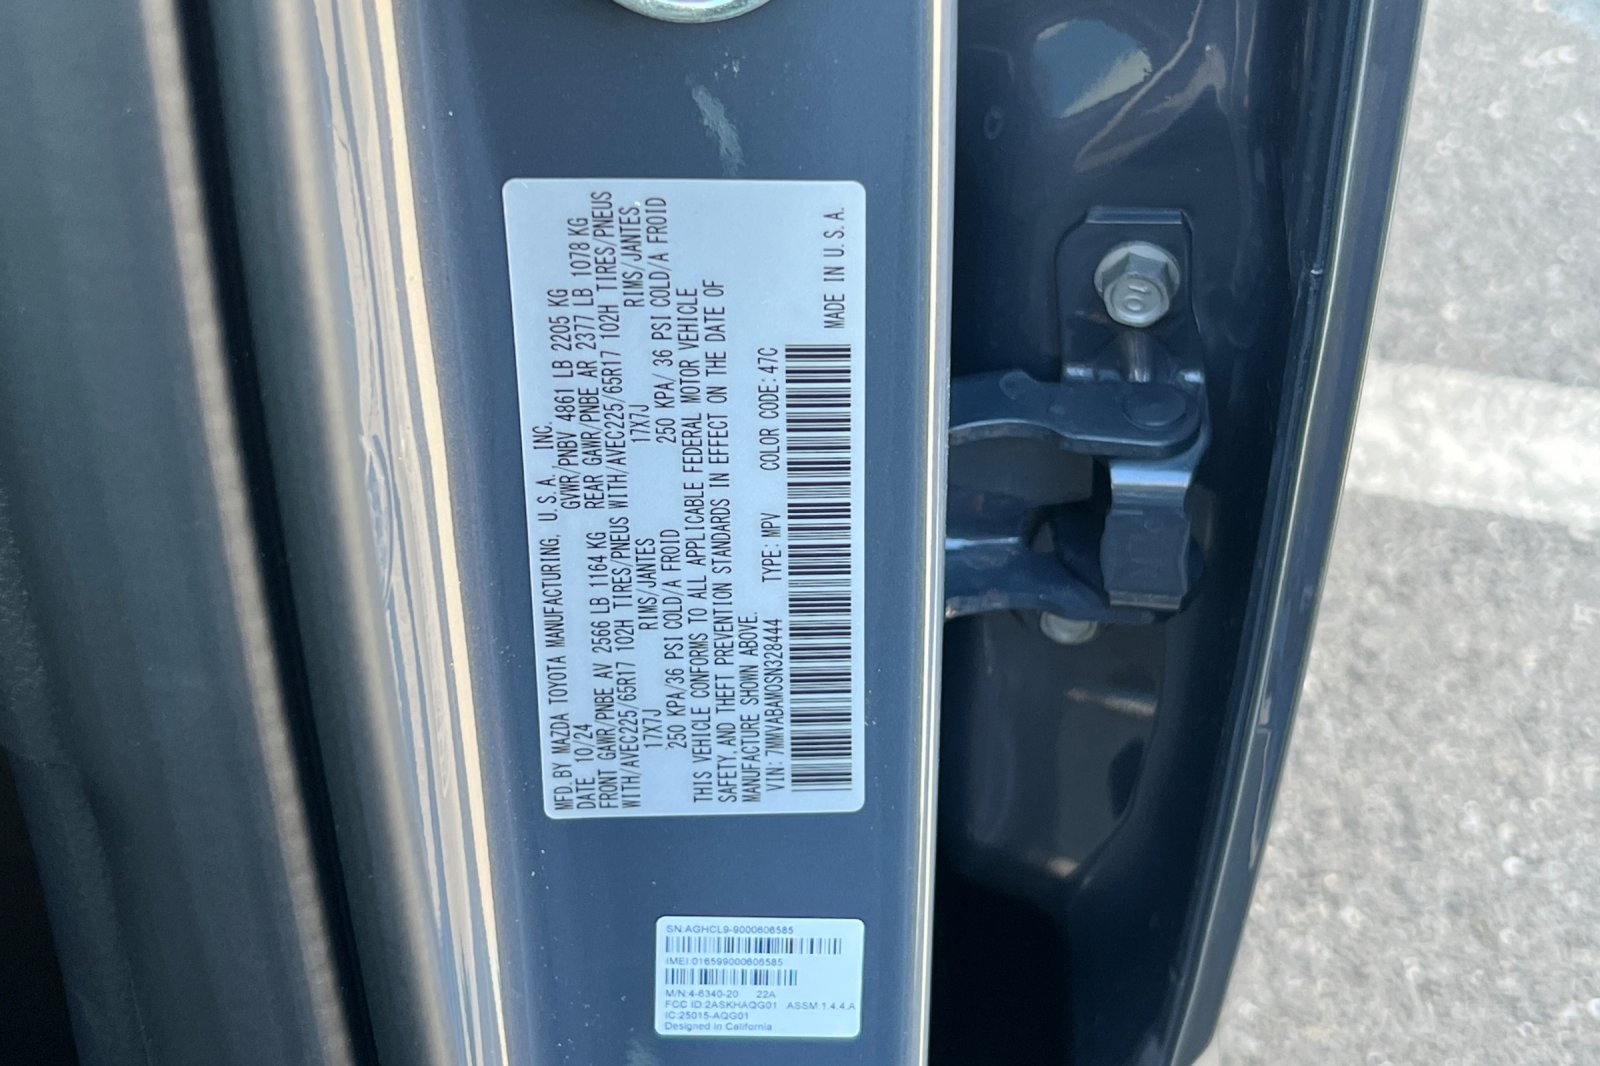 MFD. BY MAZDA TOYOTA MANUFACTURING, U.S.A., INC.
DATE 10/24 GVWR/PNBV 4861 LB 2205 KG
FRONT GAWR/PNBE AV 2566 LB 1164 KG REAR GAWR/PNBE AR 2377 LB 1078 KG
WITH/AVEC225/65R17 102H TIRES/PNEUS WITH/AVEC225/65R17 102H TIRES/PNEUS
17X7J RIMS/JANTES 17X7J RIMS/JANTES,
250 KPA/36 PSI COLD/A FROID 250 KPA/ 36 PSI COLD/A FROID
THIS VEHICLE CONFORMS TO ALL APPLICABLE FEDERAL MOTOR VEHICLE
SAFETY, AND THEFT PREVENTION STANDARDS IN EFFECT ON THE DATE OF
MANUFACTURE SHOWN ABOVE.
VIN: 7MMVABAM0SN328444 TYPE: MPV COLOR CODE: 47C
MADE IN U.S.A.
SN:AGHCL9-9000606585
IMEI:016599000606585
M/N:4-6340-20 22A
FCC ID:2ASKHAQG01 ASSM 1.4.4.A
IC:25015-AQG01
Designed in California
10